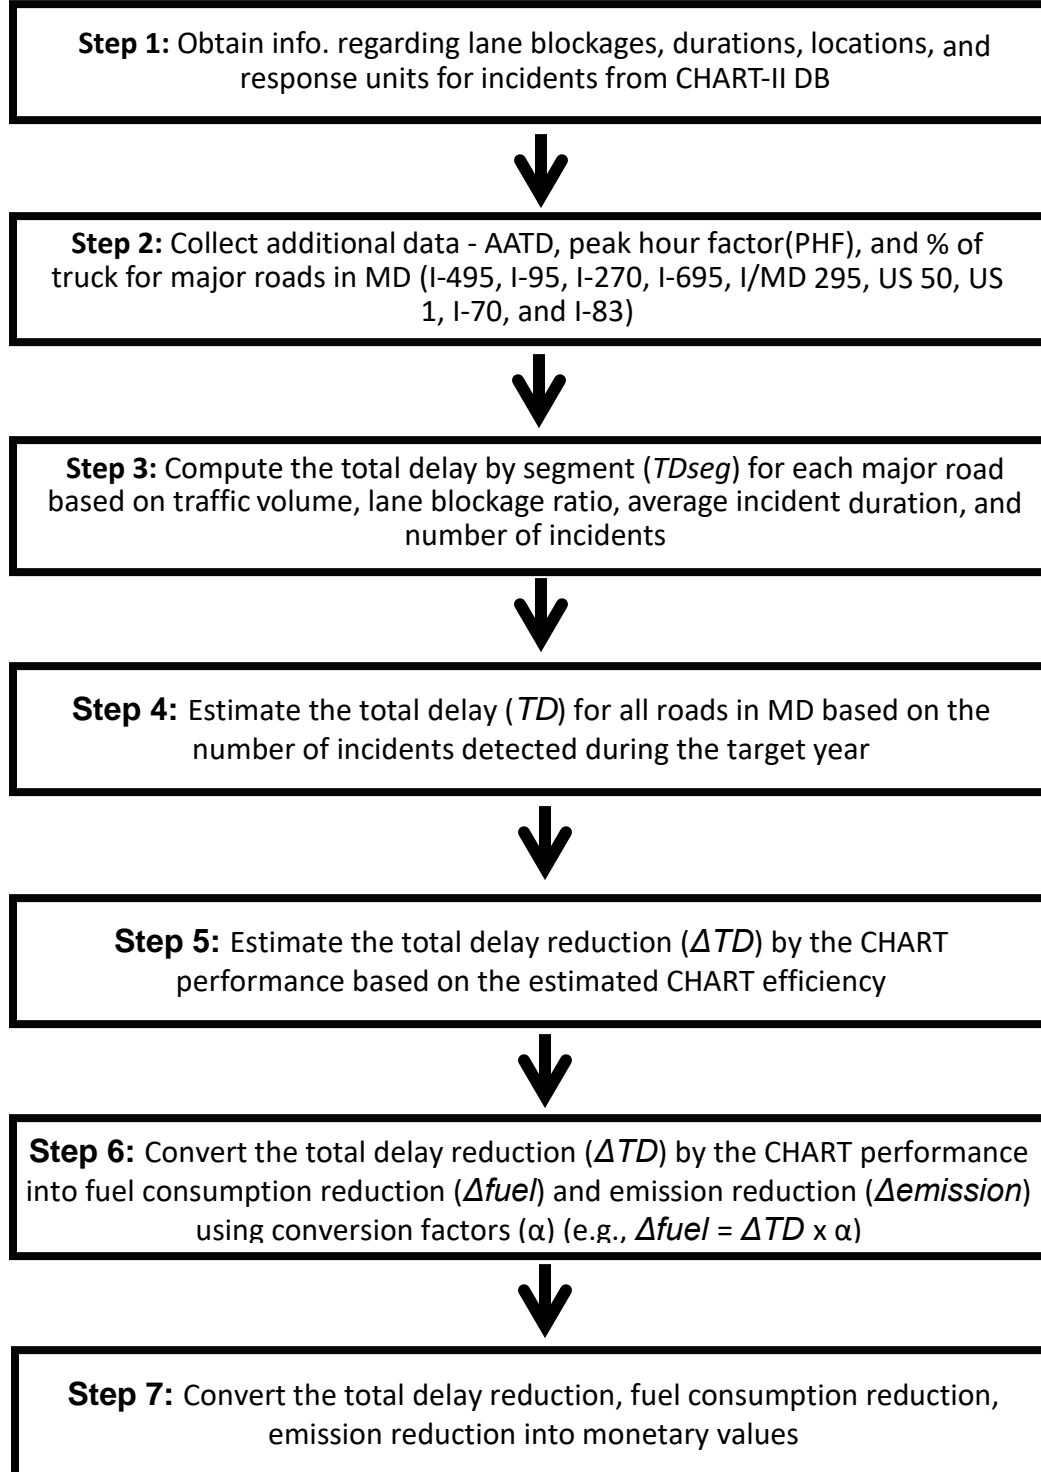 Step 1: Obtain info. regarding lane blockages, durations, locations, and
response units for incidents from CHART-II DB
Step 2: Collect additional data - AATD, peak hour factor(PHF), and % of
truck for major roads in MD (I-495, I-95, I-270, I-695, I/MD 295, US 50, US
1, I-70, and I-83)
Step 3: Compute the total delay by segment (TDseg) for each major road
based on traffic volume, lane blockage ratio, average incident duration, and
number of incidents
Step 4: Estimate the total delay (TD) for all roads in MD based on the
number of incidents detected during the target year
Step 5: Estimate the total delay reduction (ΔTD) by the CHART
performance based on the estimated CHART efficiency
Step 6: Convert the total delay reduction (ΔTD) by the CHART performance
into fuel consumption reduction (Δfuel) and emission reduction (Δemission)
using conversion factors (α) (e.g., Δfuel = ΔTD x α)
Step 7: Convert the total delay reduction, fuel consumption reduction,
emission reduction into monetary values